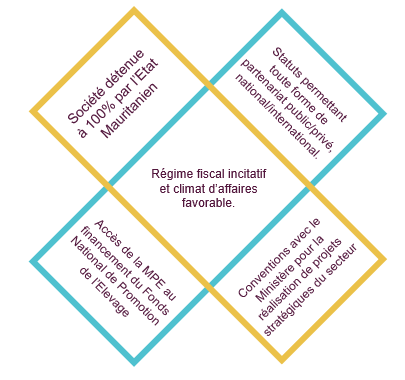 Société détenue
à 100% par l'Etat
Mauritanien
Statuts permettant
toute forme de
partenariat public/privé,
national/international.
Régime fiscal incitatif
et climat d'affaires
favorable.
Accès de la MPE au
financement du Fonds
National de Promotion
de l'Elevage
Conventions avec le
Ministère pour la
réalisation de projets
stratégiques du secteur